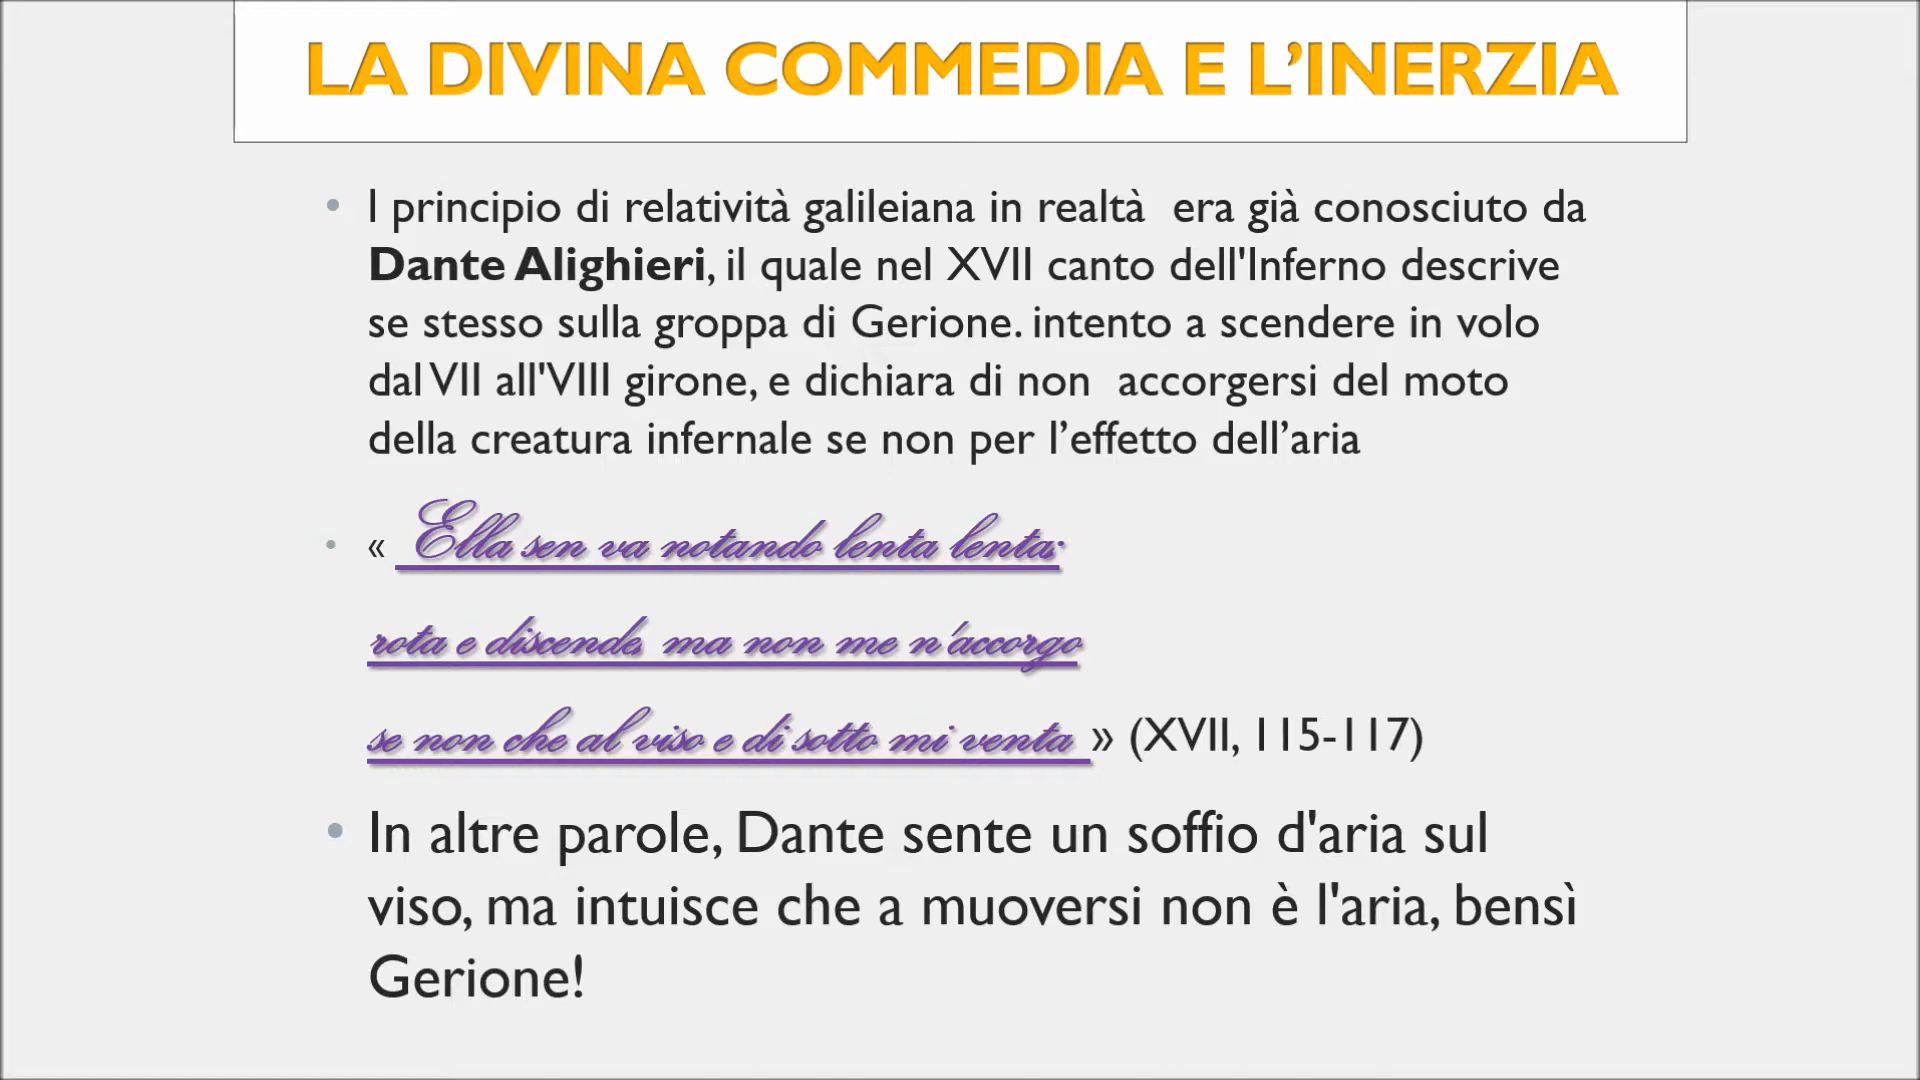 LA DIVINA COMMEDIA E L’INERZIA
• I principio di relatività galileiana in realtà  era già conosciuto da
Dante Alighieri, il quale nel XVII canto dell'Inferno descrive
se stesso sulla groppa di Gerione. intento a scendere in volo
dal VII all'VIII girone, e dichiara di non  accorgersi del moto
della creatura infernale se non per l’effetto dell’aria
• « Ella sen va notando lenta lenta:
rota e discende, ma non me n'accorgo
se non che al viso e di sotto mi venta » (XVII, 115-117)
• In altre parole, Dante sente un soffio d'aria sul
viso, ma intuisce che a muoversi non è l'aria, bensì
Gerione!